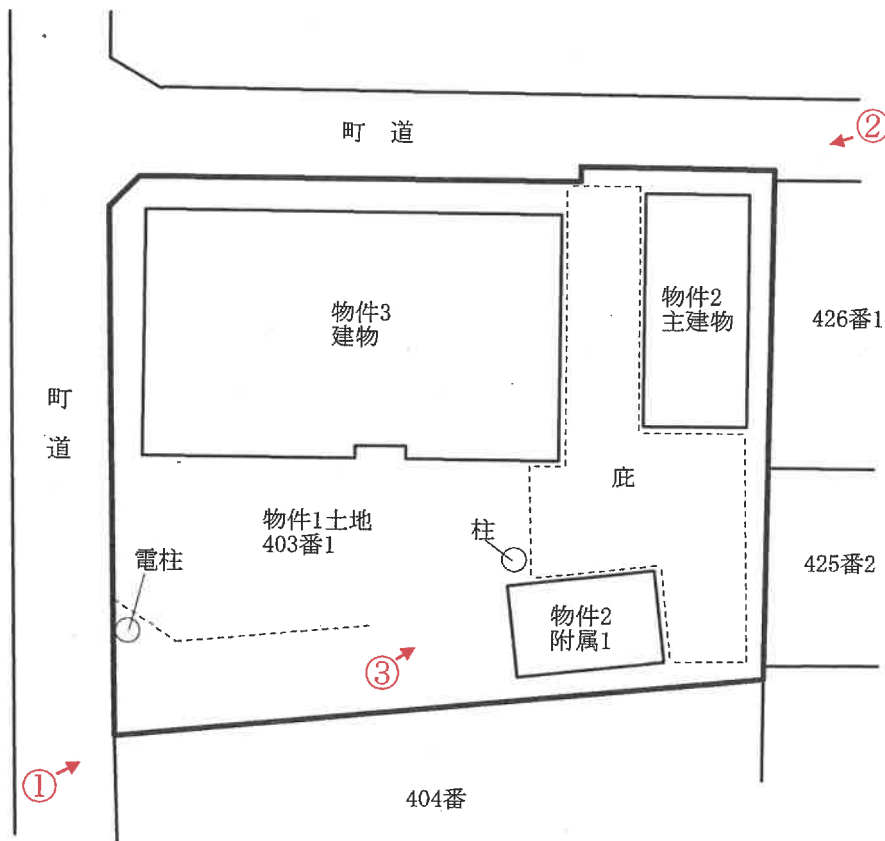 町 道
②
物件3
建物
物件2
主建物
426番1
町
道
庇
物件1土地
403番1
柱
電柱
425番2
物件2
附属1
③
①
404番